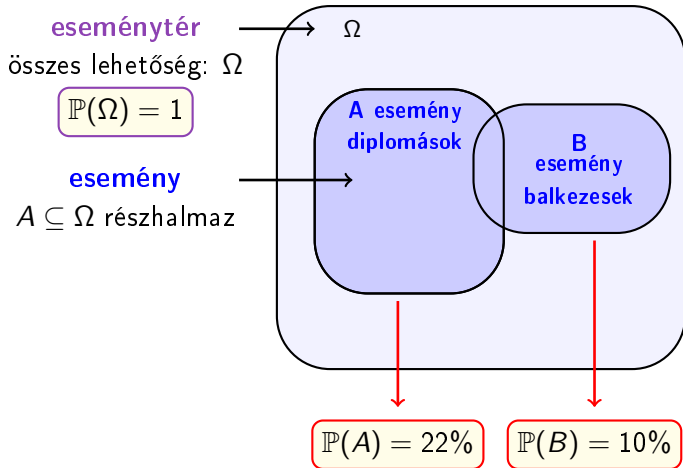 eseménytér
összes lehetőség: Ω
ℙ(Ω) = 1
esemény
A ⊆ Ω részhalmaz
Ω
A esemény
diplomások
B
esemény
balkezesek
ℙ(A) = 22%
ℙ(B) = 10%